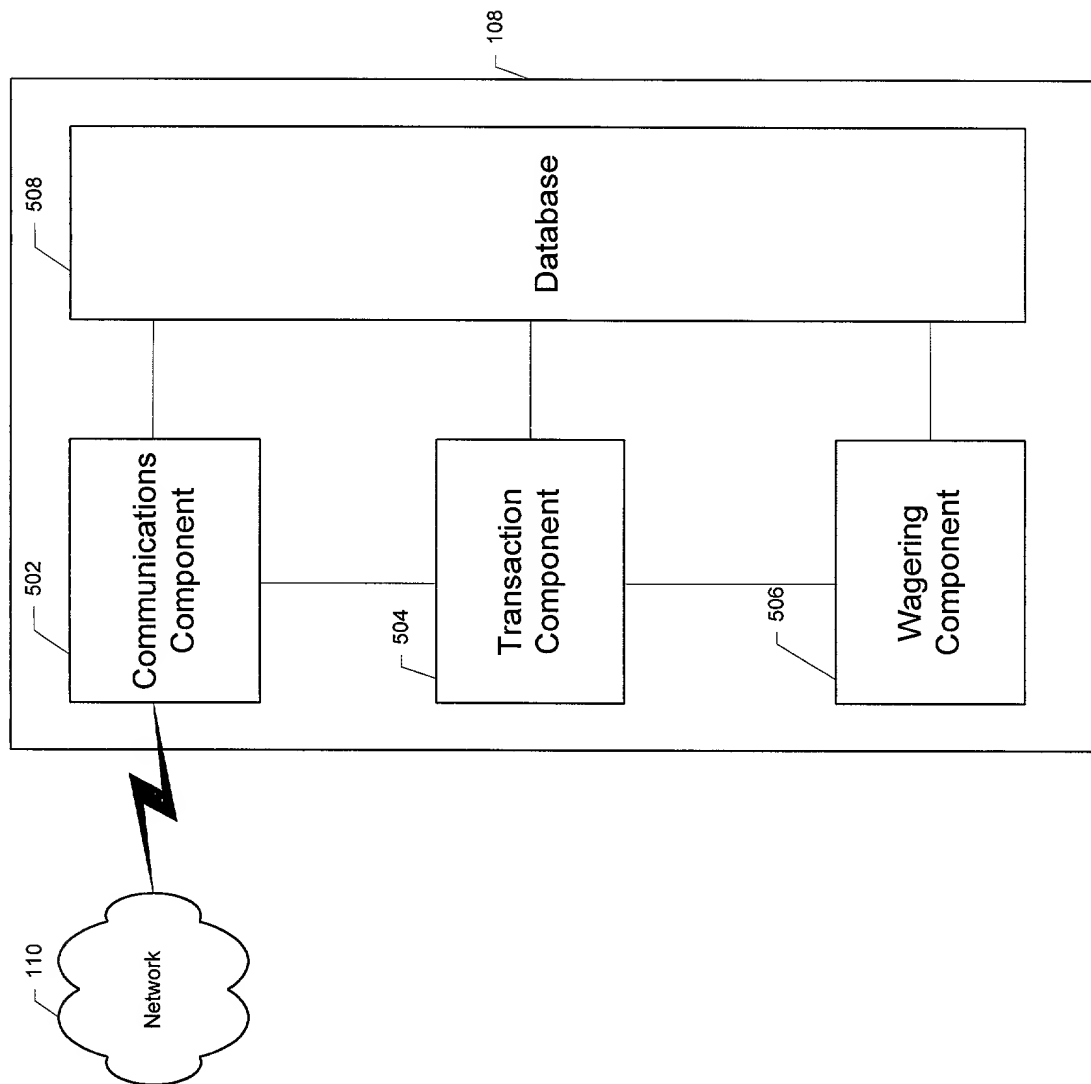 108
508
Database
502
Communications
Component
504
Transaction
Component
506
Wagering
Component
110
Network